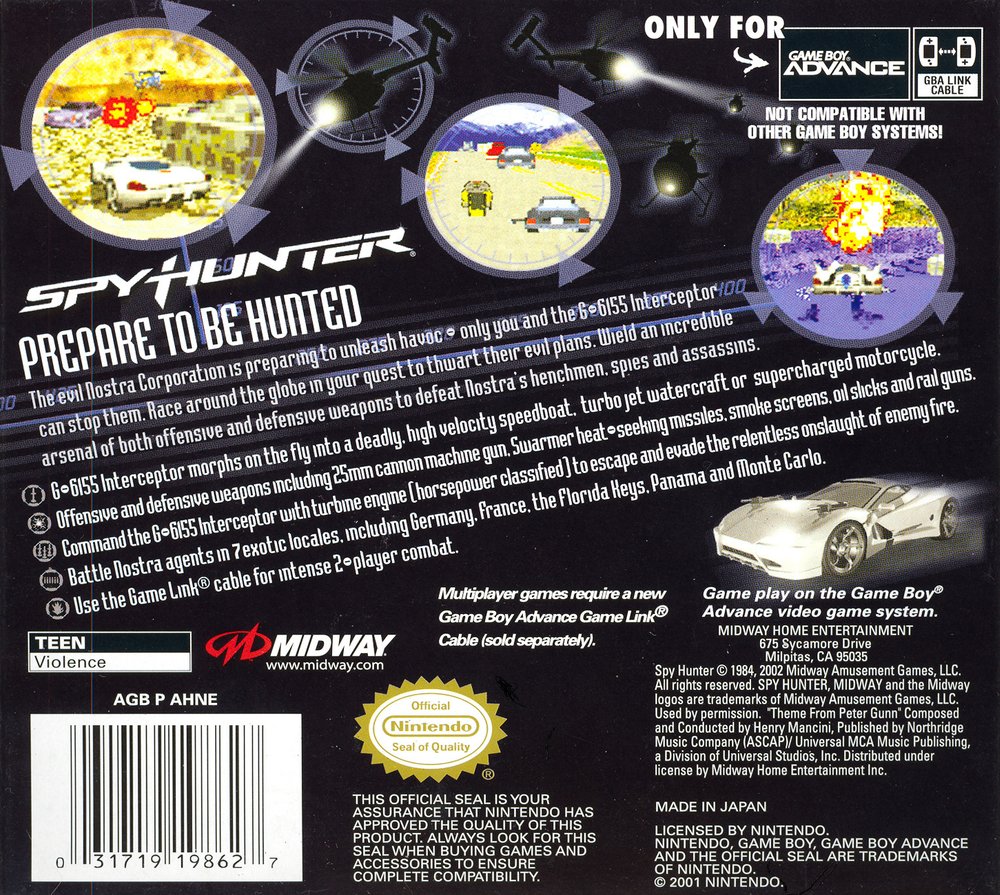 ONLY FOR
GAME BOY ADVANCE
GBA LINK
CABLE
NOT COMPATIBLE WITH
OTHER GAME BOY SYSTEMS!
SPY HUNTER
PREPARE TO BE HUNTED
The evil Nostra Corporation is preparing to unleash havoc - only you and the G-6155 Interceptor
can stop them. Race around the globe in your quest to thwart their evil plans. Wield an incredible
arsenal of both offensive and defensive weapons to defeat Nostra's henchmen, spies and assassins.
G-6155 Interceptor morphs on the fly into a deadly, high velocity speedboat, turbo jet watercraft or supercharged motorcycle.
Offensive and defensive weapons including 25mm cannon machine gun, Swarmer heat-seeking missiles, smoke screens, oil slicks and rail guns.
Command the G-6155 Interceptor with turbine engine (horsepower classified) to escape and evade the relentless onslaught of enemy fire.
Battle Nostra agents in 7 exotic locales, including Germany, France, the Florida Keys, Panama and Monte Carlo.
Use the Game Link® cable for intense 2-player combat.
Multiplayer games require a new
Game Boy Advance Game Link®
Cable (sold separately).
Game play on the Game Boy®
Advance video game system.
TEEN
Violence
MIDWAY
www.midway.com
MIDWAY HOME ENTERTAINMENT
675 Sycamore Drive
Milpitas, CA 95035
Spy Hunter © 1984, 2002 Midway Amusement Games, LLC.
All rights reserved. SPY HUNTER, MIDWAY and the Midway
logos are trademarks of Midway Amusement Games, LLC.
Used by permission. "Theme From Peter Gunn" Composed
and Conducted by Henry Mancini, Published by Northridge
Music Company (ASCAP)/ Universal MCA Music Publishing,
a Division of Universal Studios, Inc. Distributed under
license by Midway Home Entertainment Inc.
AGB P AHNE
0 31719 19862 7
Official
Nintendo
Seal of Quality
®
THIS OFFICIAL SEAL IS YOUR
ASSURANCE THAT NINTENDO HAS
APPROVED THE QUALITY OF THIS
PRODUCT. ALWAYS LOOK FOR THIS
SEAL WHEN BUYING GAMES AND
ACCESSORIES TO ENSURE
COMPLETE COMPATIBILITY.
MADE IN JAPAN
LICENSED BY NINTENDO.
NINTENDO, GAME BOY, GAME BOY ADVANCE
AND THE OFFICIAL SEAL ARE TRADEMARKS
OF NINTENDO.
© 2001 NINTENDO.